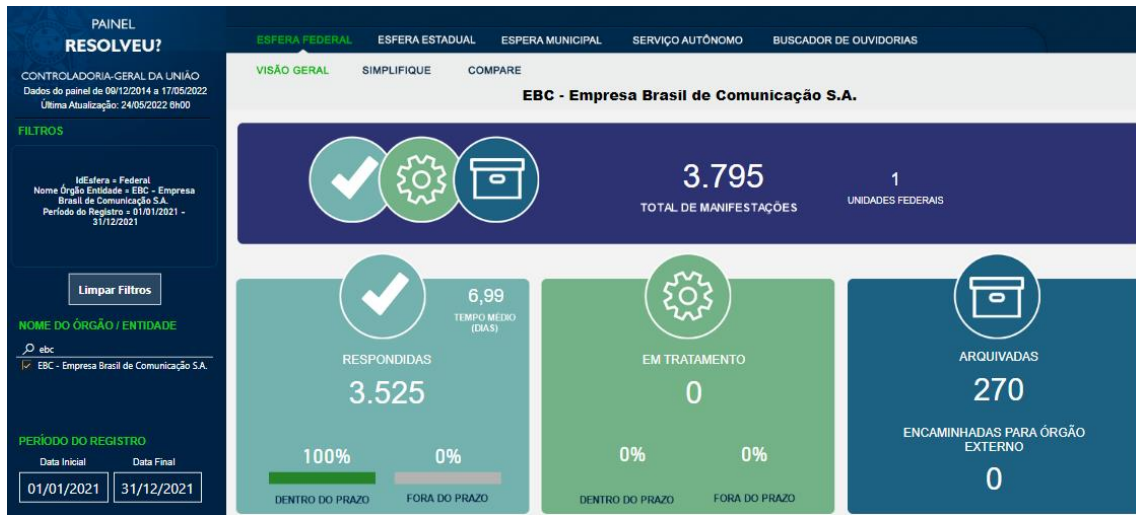 PAINEL
RESOLVEU?
CONTROLADORIA-GERAL DA UNIÃO
Dados do painel de 09/12/2014 a 17/05/2022
Última Atualização: 24/05/2022 6h00
FILTROS
IdEsfera = Federal
Nome Órgão Entidade = EBC - Empresa
Brasil de Comunicação S.A.
Período do Registro = 01/01/2021 -
31/12/2021
Limpar Filtros
NOME DO ÓRGÃO / ENTIDADE
ebc
EBC - Empresa Brasil de Comunicação S.A.
PERÍODO DO REGISTRO
Data Inicial Data Final
01/01/2021 31/12/2021
ESFERA FEDERAL ESFERA ESTADUAL ESPERA MUNICIPAL SERVIÇO AUTÔNOMO BUSCADOR DE OUVIDORIAS
VISÃO GERAL SIMPLIFIQUE COMPARE
EBC - Empresa Brasil de Comunicação S.A.
3.795
TOTAL DE MANIFESTAÇÕES
1
UNIDADES FEDERAIS
6,99
TEMPO MÉDIO
(DIAS)
RESPONDIDAS
3.525
100% 0%
DENTRO DO PRAZO FORA DO PRAZO
EM TRATAMENTO
0
0% 0%
DENTRO DO PRAZO FORA DO PRAZO
ARQUIVADAS
270
ENCAMINHADAS PARA ÓRGÃO
EXTERNO
0